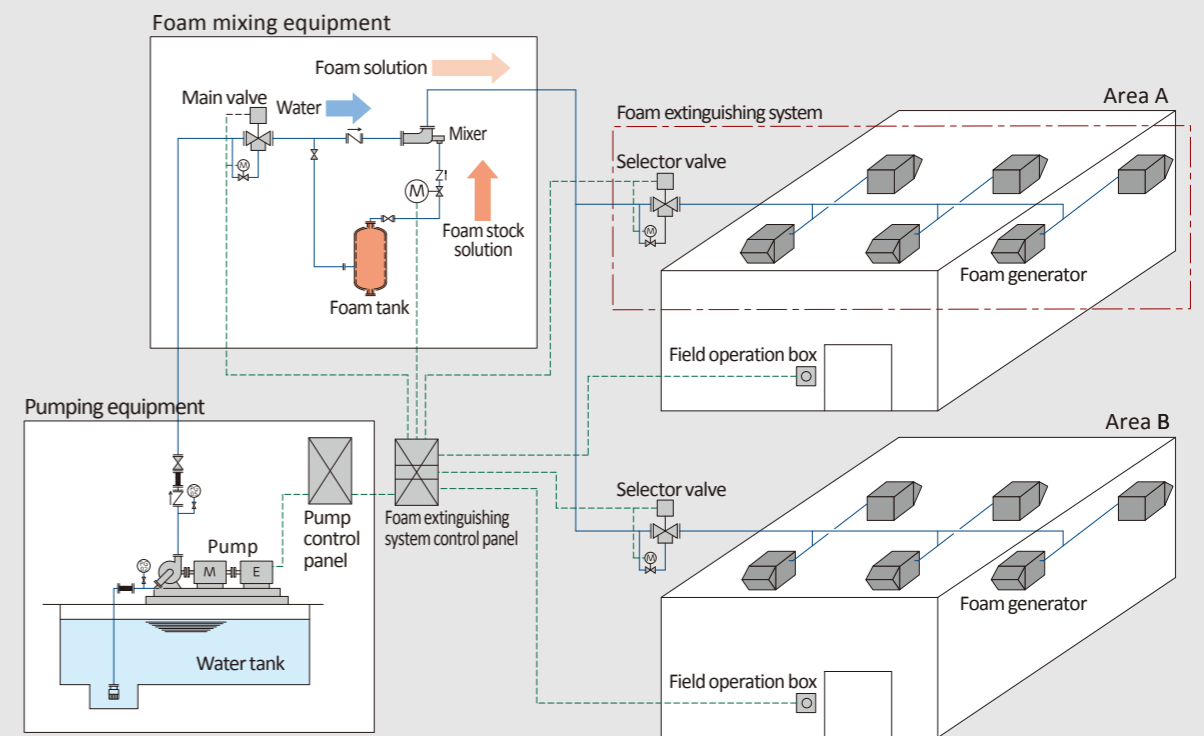 Foam mixing equipment
Foam solution
Main valve
Water
Mixer
M
M
Foam stock
solution
Foam tank
Area A
Foam extinguishing system
Selector valve
M
Foam generator
Field operation box
Pumping equipment
Pump
control
panel
Foam extinguishing
system control panel
Pump
M
E
Water tank
Area B
Selector valve
M
Foam generator
Field operation box